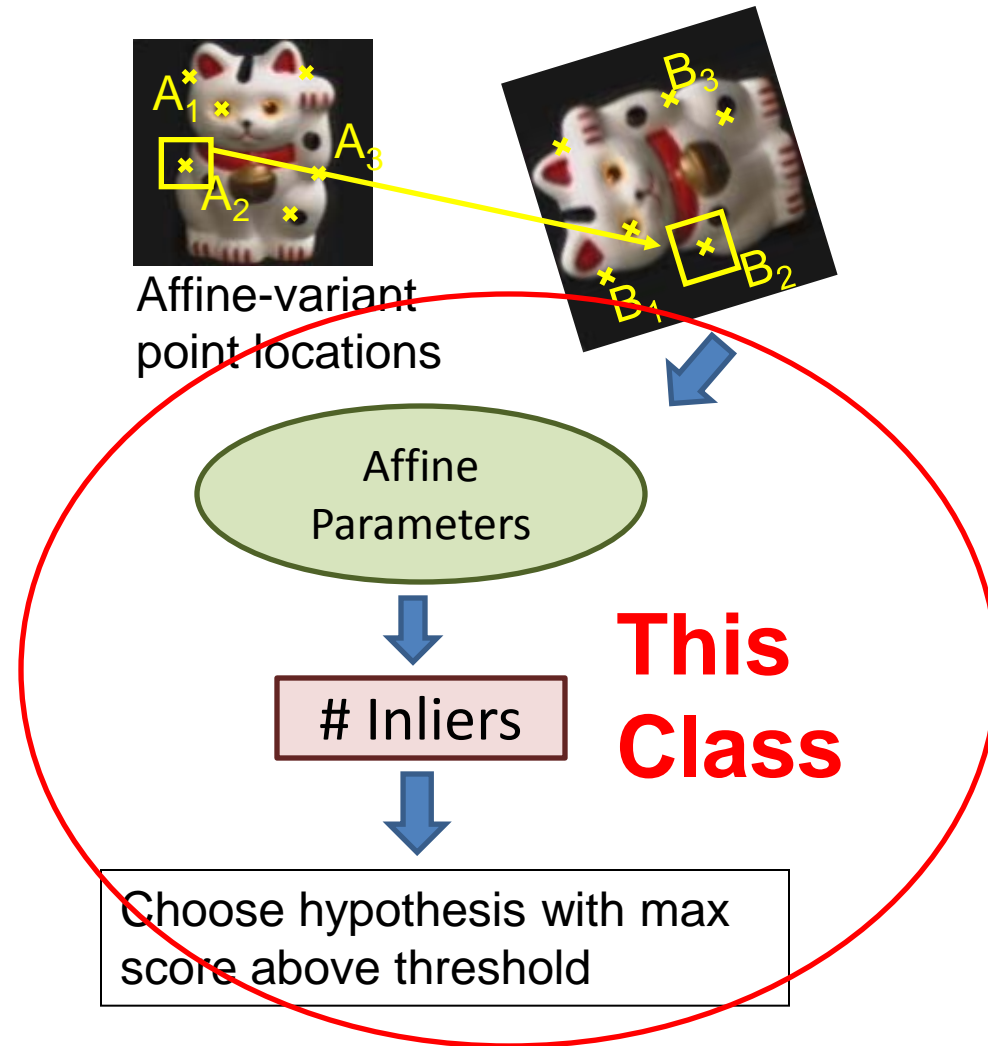 A₁
A₂
A₃
B₃
B₂
B₁
Affine-variant
point locations
Affine
Parameters
# Inliers
This
Class
Choose hypothesis with max
score above threshold